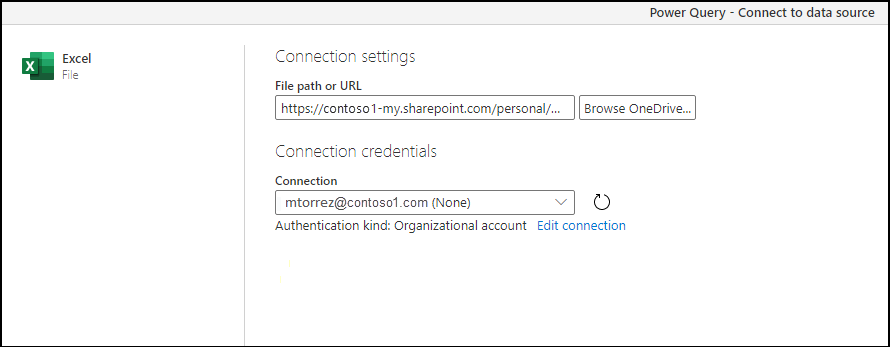 Power Query - Connect to data source
Excel
File
Connection settings
File path or URL
https://contoso1-my.sharepoint.com/personal/... Browse OneDrive...
Connection credentials
Connection
mtorrez@contoso1.com (None)
Authentication kind: Organizational account Edit connection